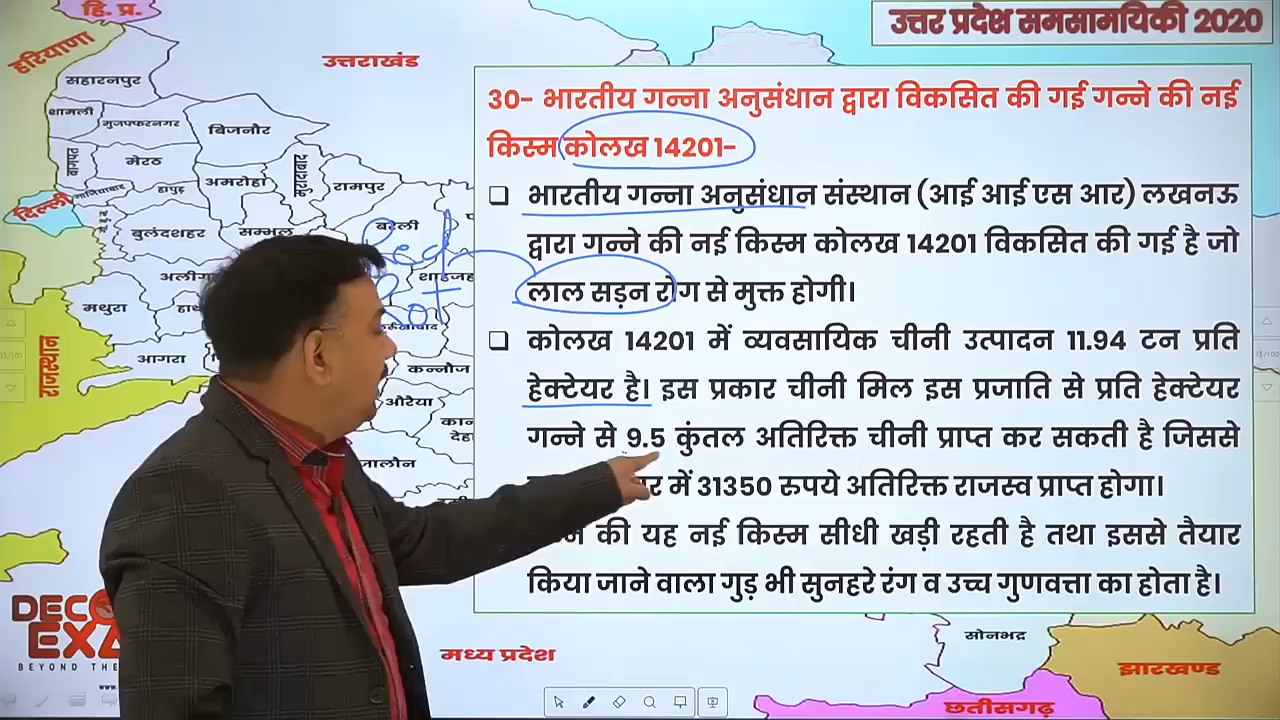 उत्तर प्रदेश समसामयिकी 2020
30- भारतीय गन्ना अनुसंधान द्वारा विकसित की गई गन्ने की नई
किस्म कोलख 14201-
भारतीय गन्ना अनुसंधान संस्थान (आई आई एस आर) लखनऊ
द्वारा गन्ने की नई किस्म कोलख 14201 विकसित की गई है जो
लाल सड़न रोग से मुक्त होगी।
कोलख 14201 में व्यवसायिक चीनी उत्पादन 11.94 टन प्रति
हेक्टेयर है। इस प्रकार चीनी मिल इस प्रजाति से प्रति हेक्टेयर
गन्ने से 9.5 कुंतल अतिरिक्त चीनी प्राप्त कर सकती है जिससे
में 31350 रुपये अतिरिक्त राजस्व प्राप्त होगा।
की यह नई किस्म सीधी खड़ी रहती है तथा इससे तैयार
किया जाने वाला गुड़ भी सुनहरे रंग व उच्च गुणवत्ता का होता है।
Red
Rot
हि. प्र.
हरियाणा
उत्तराखंड
सहारनपुर
शामली
मुजफ्फरनगर
बिजनौर
बागपत
मेरठ
मुरादाबाद
रामपुर
अमरोहा
हापुड़
दिल्ली
बरेली
बुलंदशहर
सम्भल
मथुरा
आगरा
कन्नौज
औरैया
राजस्थान
सोनभद्र
मध्य प्रदेश
झारखण्ड
छतीसगढ़